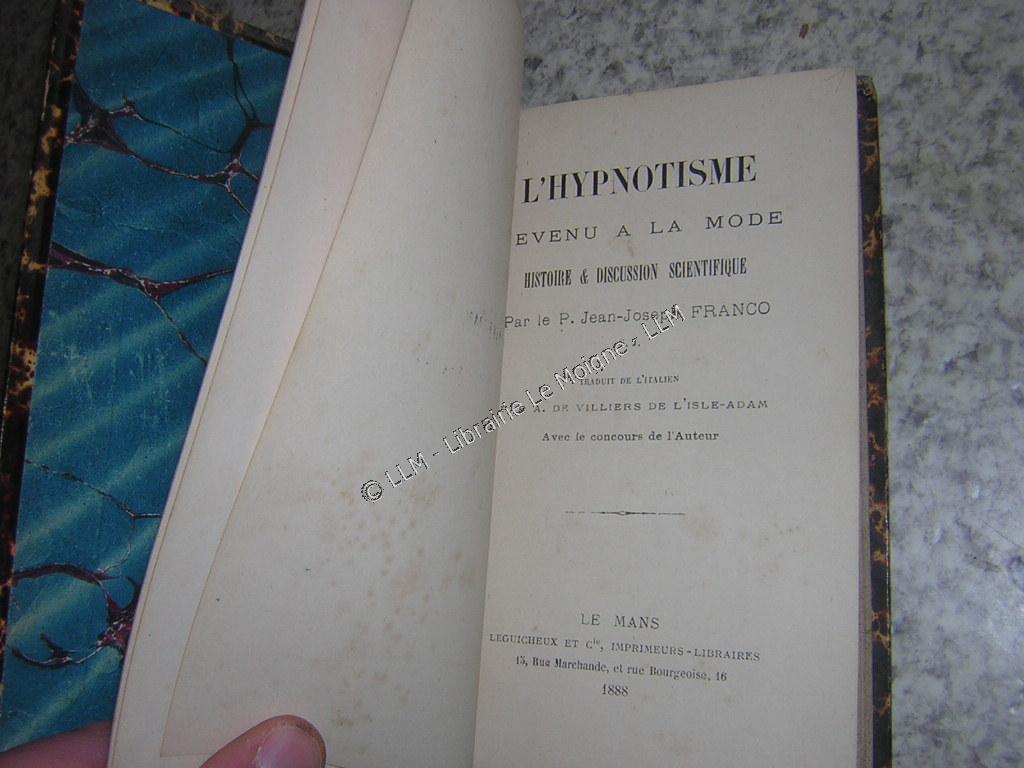 L'HYPNOTISME
EVENU A LA MODE
HISTOIRE & DISCUSSION SCIENTIFIQUE
Par le P. Jean-Joseph FRANCO
TRADUIT DE L'ITALIEN
A. DE VILLIERS DE L'ISLE-ADAM
Avec le concours de l'Auteur
© LLM - Librairie Le Moigne - LLM
LE MANS
LEGUICHEUX ET Cie, IMPRIMEURS-LIBRAIRES
15, Rue Marchande, et rue Bourgeoise, 16
1888